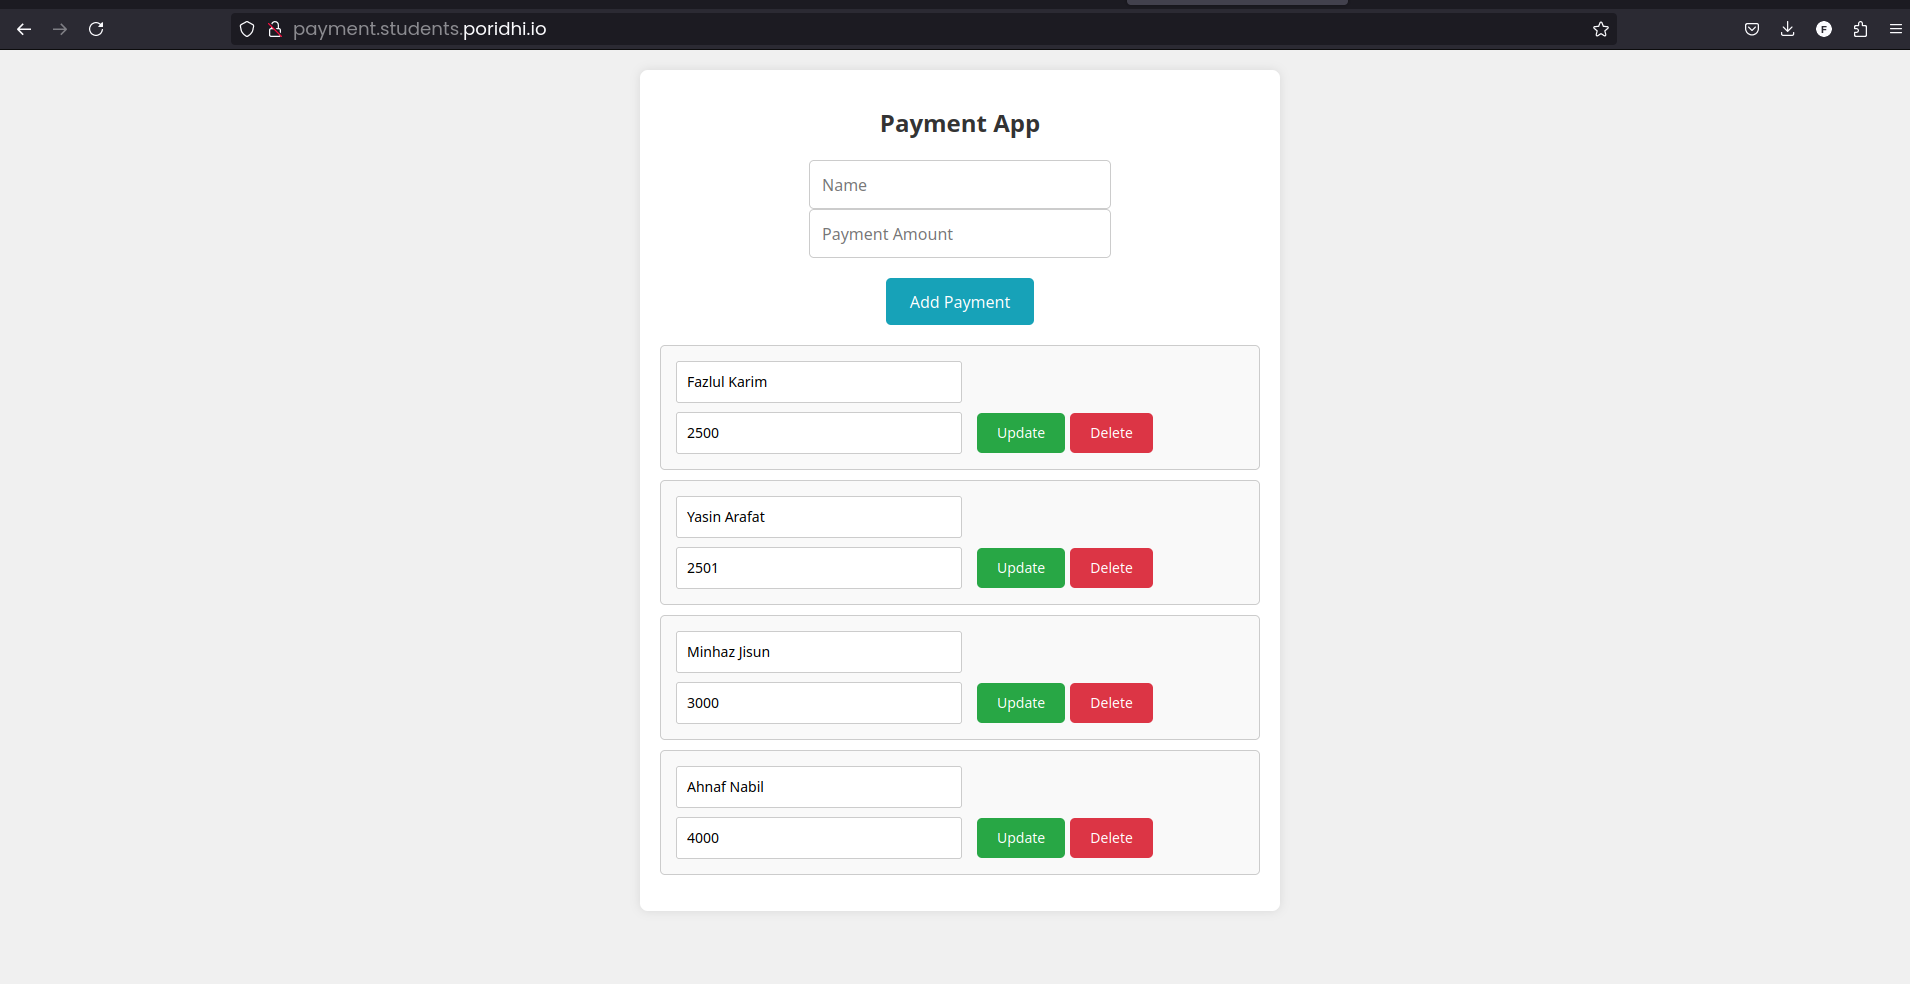 payment.students.poridhi.io
F
Payment App
Name
Payment Amount
Add Payment
Fazlul Karim
2500 Update Delete
Yasin Arafat
2501 Update Delete
Minhaz Jisun
3000 Update Delete
Ahnaf Nabil
4000 Update Delete